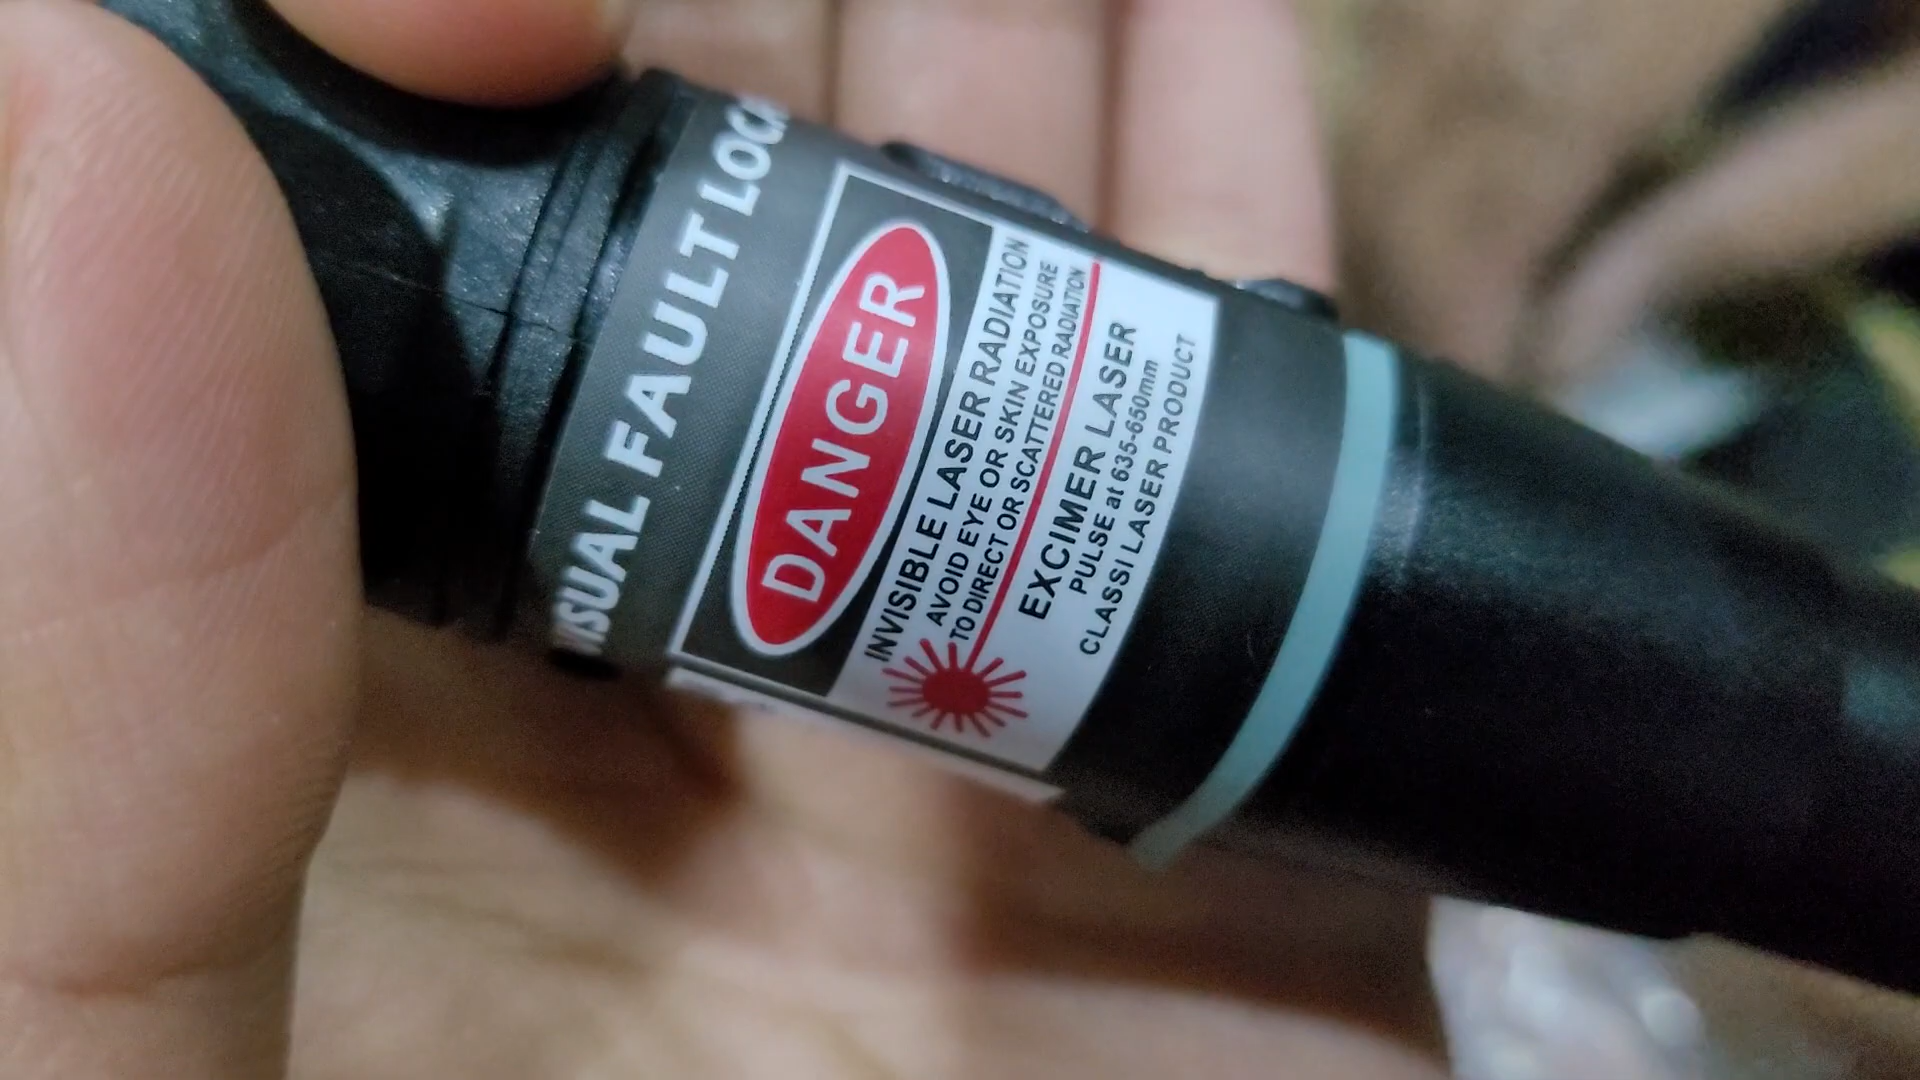 VISUAL FAULT LOCA
DANGER
INVISIBLE LASER RADIATION
AVOID EYE OR SKIN EXPOSURE
TO DIRECT OR SCATTERED RADIATION
EXCIMER LASER
PULSE at 635-650mm
CLASSI LASER PRODUCT